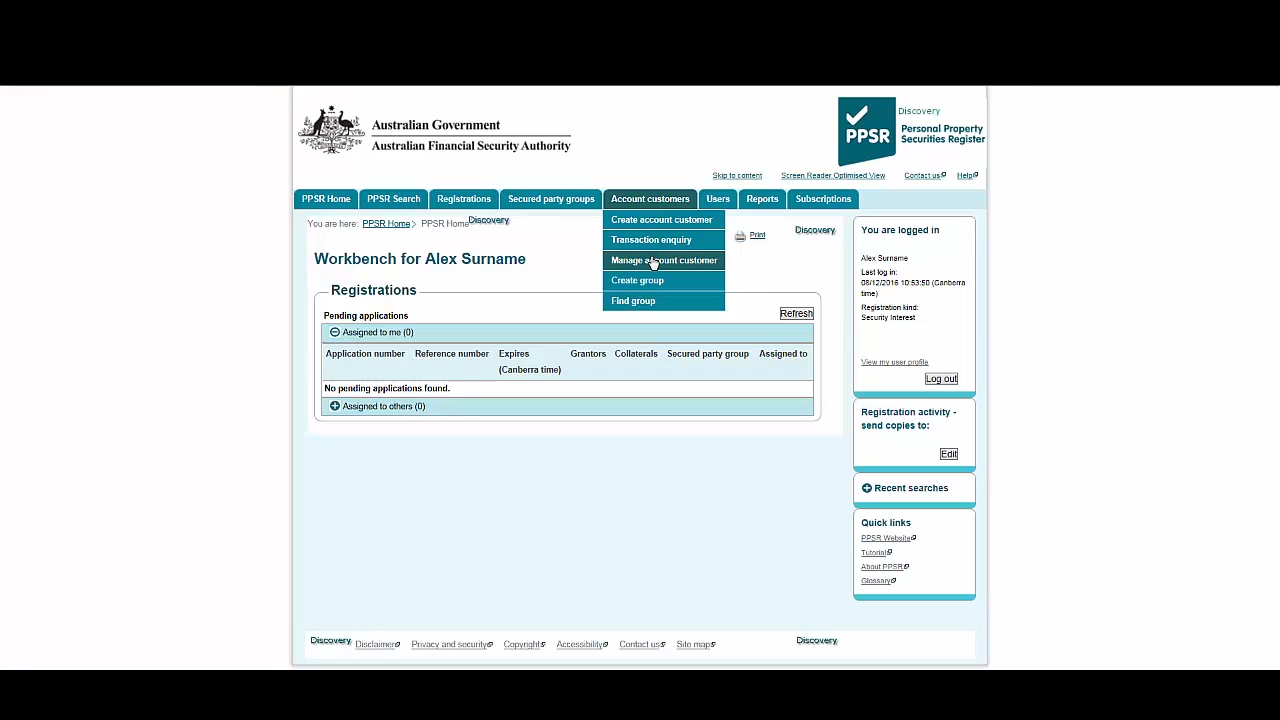 Australian Government
Australian Financial Security Authority
PPSR
Discovery
Personal Property
Securities Register
Skip to content
Screen Reader Optimised View
Contact us
Help
PPSR Home
PPSR Search
Registrations
Secured party groups
Account customers
Users
Reports
Subscriptions
Create account customer
Transaction enquiry
Manage account customer
Create group
Find group
You are here: PPSR Home > PPSR Home
Discovery
Print
Discovery
Workbench for Alex Surname
Registrations
Pending applications
Refresh
Assigned to me (0)
Application number
Reference number
Expires
(Canberra time)
Grantors
Collaterals
Secured party group
Assigned to
No pending applications found.
Assigned to others (0)
You are logged in
Alex Surname
Last log in:
08/12/2016 10:53:50 (Canberra
time)
Registration kind:
Security Interest
View my user profile
Log out
Registration activity -
send copies to:
Edit
Recent searches
Quick links
PPSR Website
Tutorial
About PPSR
Glossary
Discovery
Disclaimer
Privacy and security
Copyright
Accessibility
Contact us
Site map
Discovery